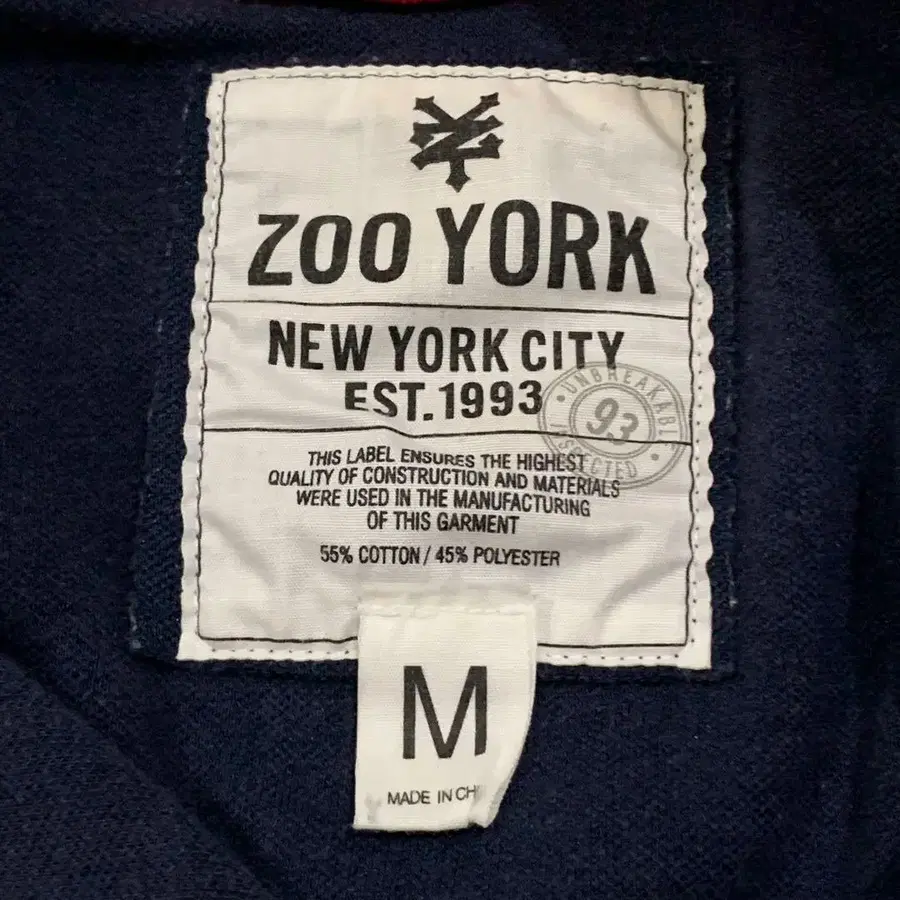 ZOO YORK
NEW YORK CITY
EST. 1993
UNBREAKABLE
93
INSPECTED
THIS LABEL ENSURES THE HIGHEST
QUALITY OF CONSTRUCTION AND MATERIALS
WERE USED IN THE MANUFACTURING
OF THIS GARMENT
55% COTTON / 45% POLYESTER
M
MADE IN